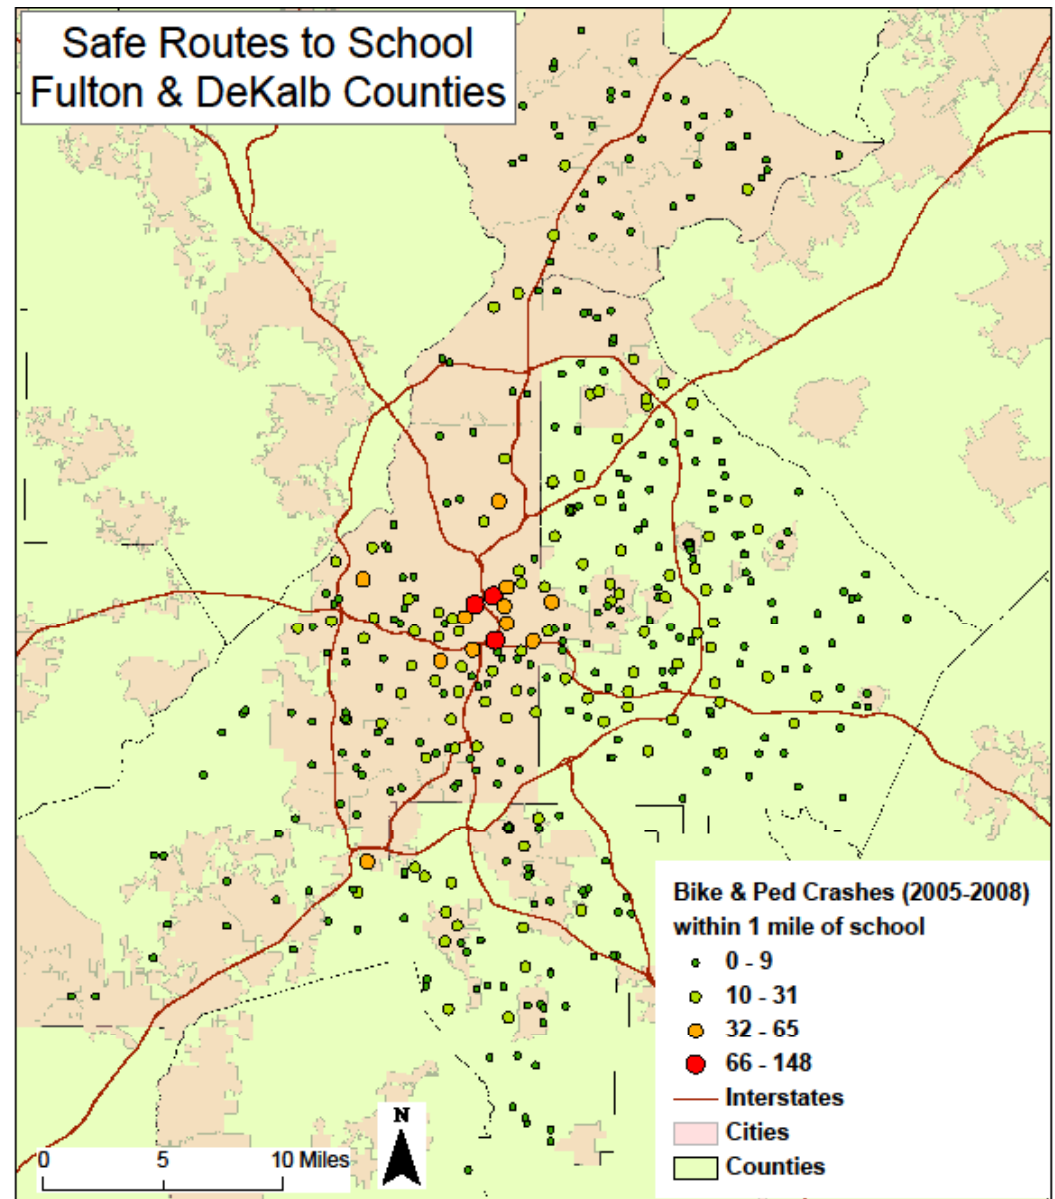 Safe Routes to School
Fulton & DeKalb Counties
Bike & Ped Crashes (2005-2008)
within 1 mile of school
0 - 9
10 - 31
32 - 65
66 - 148
Interstates
Cities
Counties
N
0 5 10 Miles